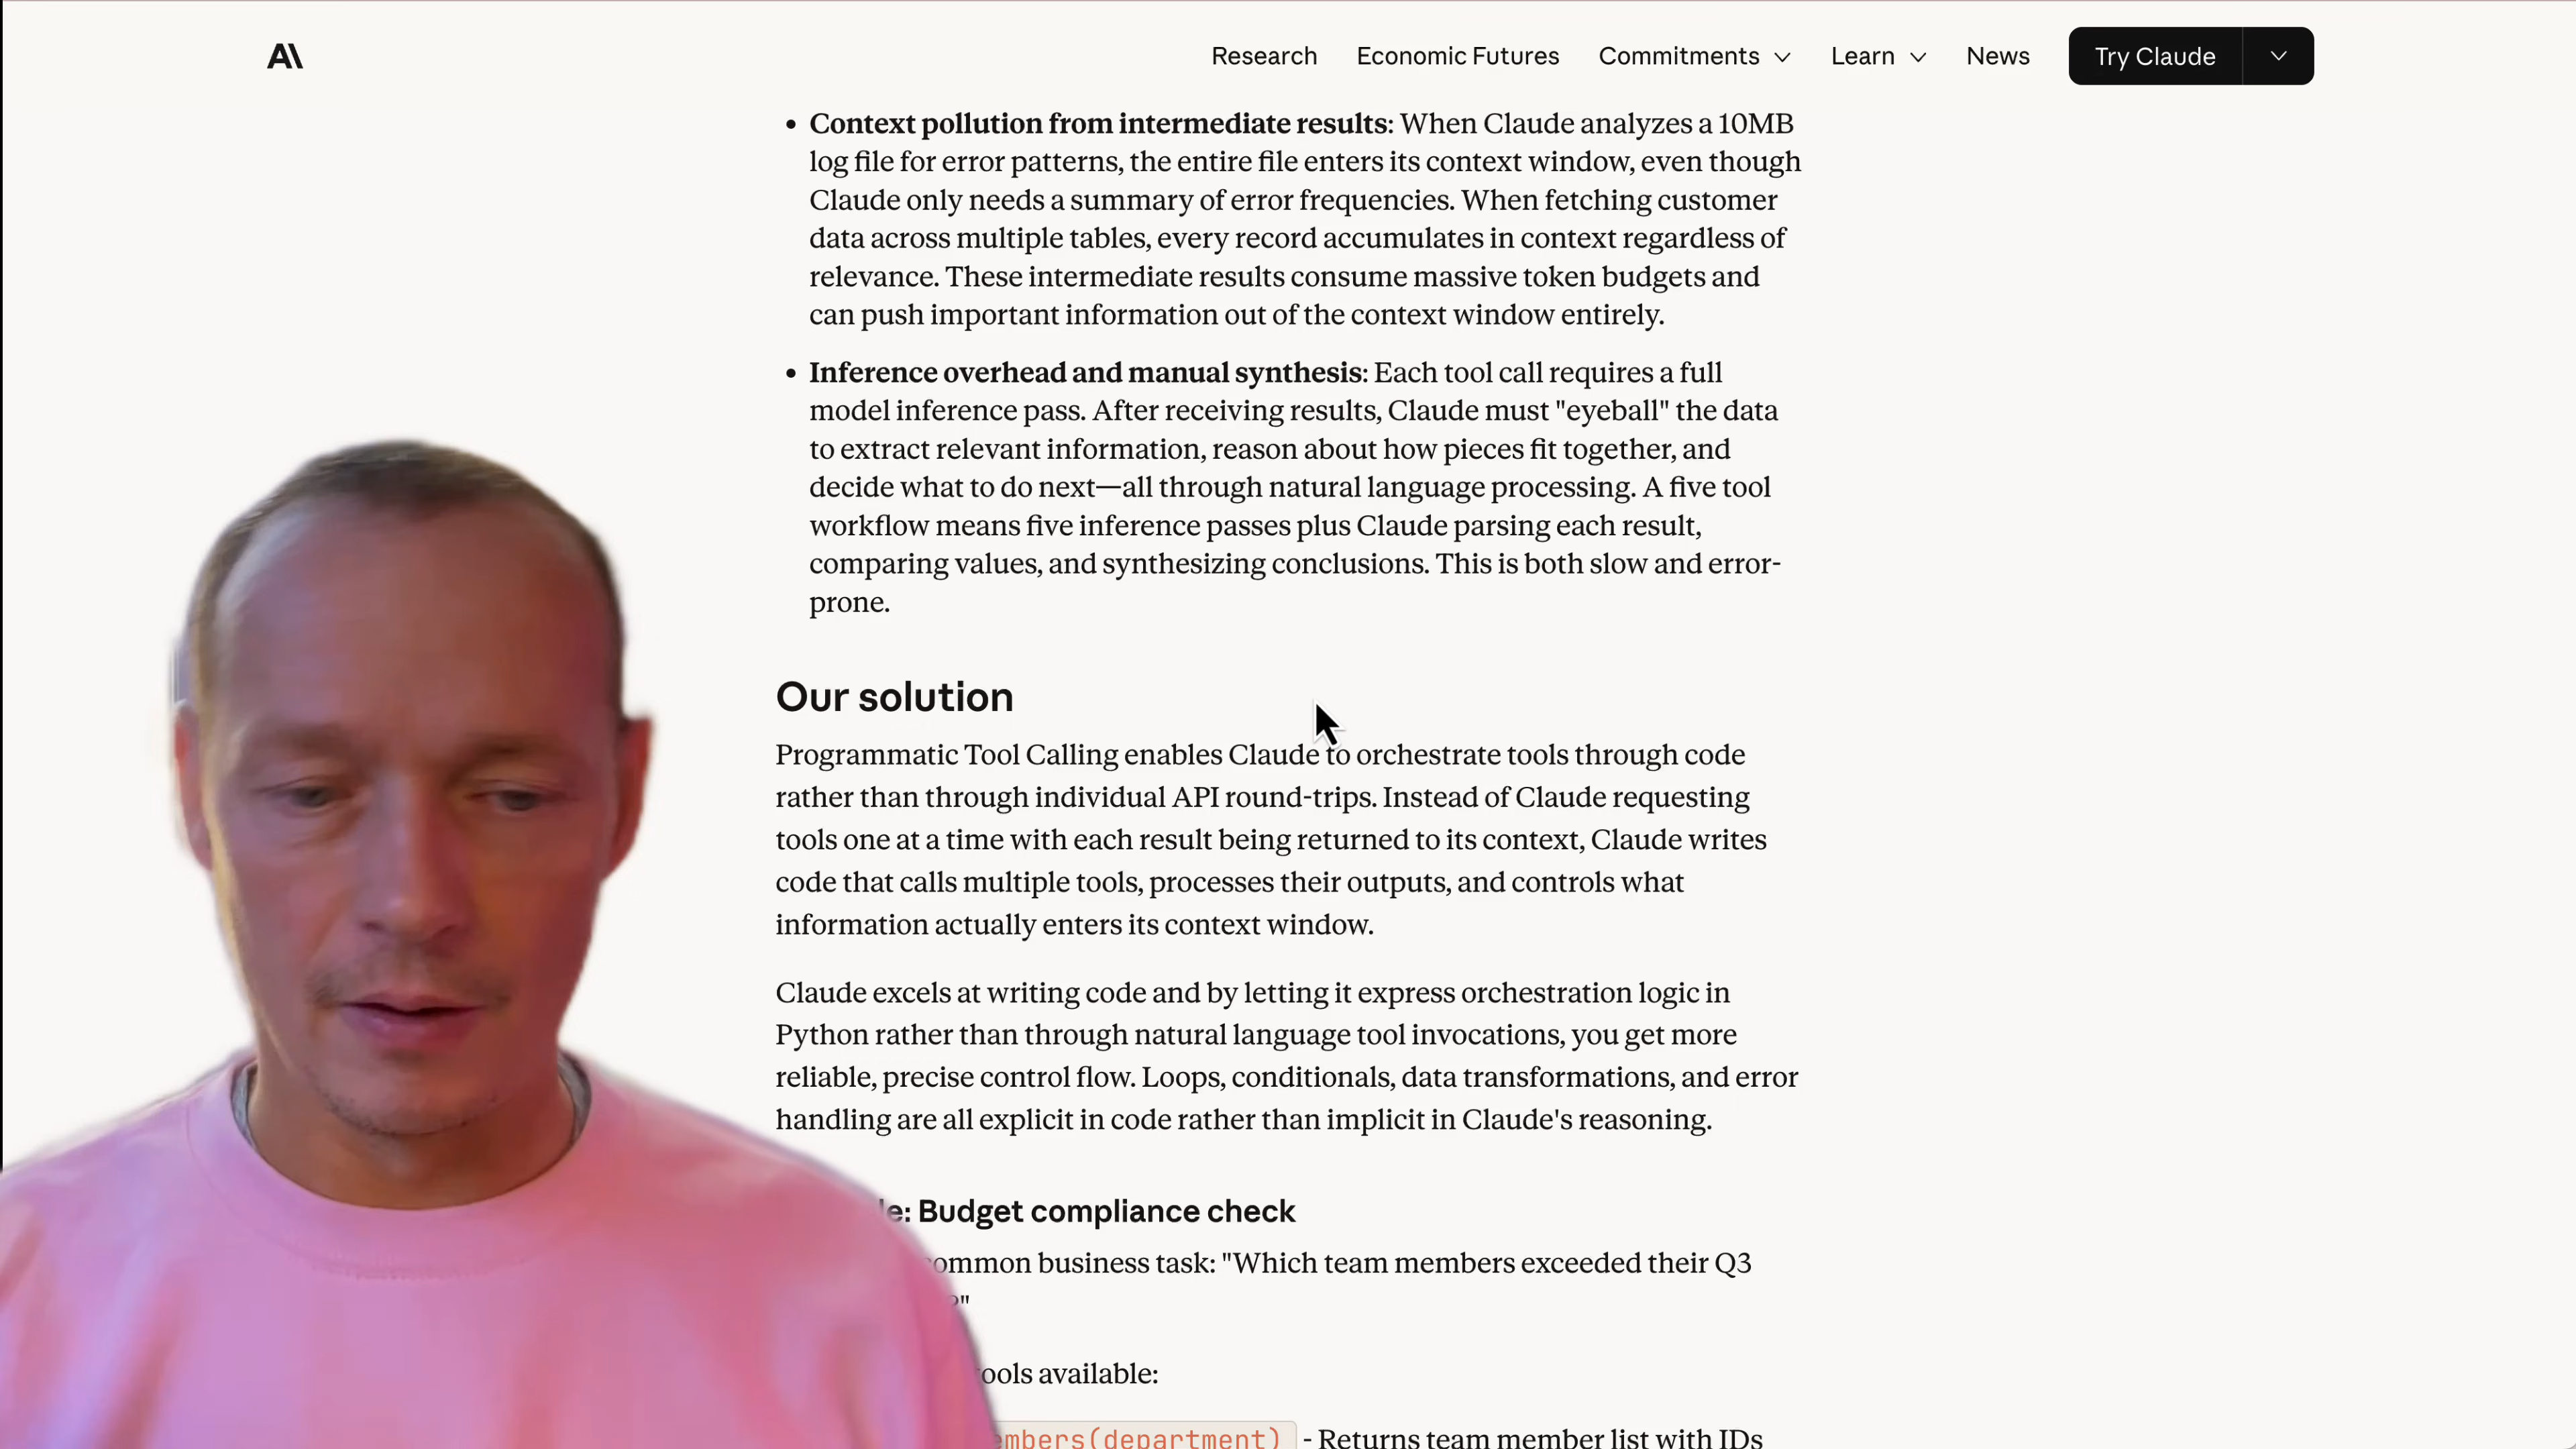 Research Economic Futures Commitments Learn News Try Claude
Context pollution from intermediate results: When Claude analyzes a 10MB
log file for error patterns, the entire file enters its context window, even though
Claude only needs a summary of error frequencies. When fetching customer
data across multiple tables, every record accumulates in context regardless of
relevance. These intermediate results consume massive token budgets and
can push important information out of the context window entirely.
Inference overhead and manual synthesis: Each tool call requires a full
model inference pass. After receiving results, Claude must "eyeball" the data
to extract relevant information, reason about how pieces fit together, and
decide what to do next—all through natural language processing. A five tool
workflow means five inference passes plus Claude parsing each result,
comparing values, and synthesizing conclusions. This is both slow and error-
prone.
Our solution
Programmatic Tool Calling enables Claude to orchestrate tools through code
rather than through individual API round-trips. Instead of Claude requesting
tools one at a time with each result being returned to its context, Claude writes
code that calls multiple tools, processes their outputs, and controls what
information actually enters its context window.
Claude excels at writing code and by letting it express orchestration logic in
Python rather than through natural language tool invocations, you get more
reliable, precise control flow. Loops, conditionals, data transformations, and error
handling are all explicit in code rather than implicit in Claude's reasoning.
Budget compliance check
business task: "Which team members exceeded their Q3
available:
(department) - Returns team member list with IDs